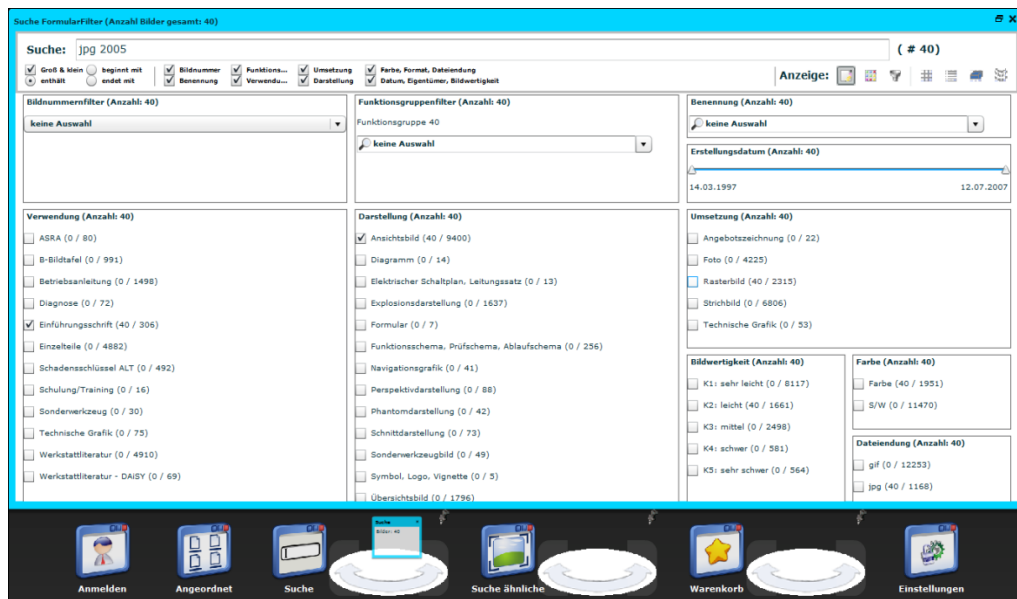 Suche FormularFilter (Anzahl Bilder gesamt: 40)
Suche: jpg 2005 ( # 40)
Groß & klein beginnt mit Bildnummer Funktions... Umsetzung Farbe, Format, Dateiendung
enthält endet mit Benennung Verwendu... Darstellung Datum, Eigentümer, Bildwertigkeit
Anzeige:
Bildnummernfilter (Anzahl: 40)
keine Auswahl
Funktionsgruppenfilter (Anzahl: 40)
Funktionsgruppe 40
keine Auswahl
Benennung (Anzahl: 40)
keine Auswahl
Erstellungsdatum (Anzahl: 40)
14.03.1997 12.07.2007
Verwendung (Anzahl: 40)
ASRA (0 / 80)
B-Bildtafel (0 / 991)
Betriebsanleitung (0 / 1498)
Diagnose (0 / 72)
Einführungsschrift (40 / 306)
Einzelteile (0 / 4882)
Schadensschlüssel ALT (0 / 492)
Schulung/Training (0 / 16)
Sonderwerkzeug (0 / 30)
Technische Grafik (0 / 75)
Werkstattliteratur (0 / 4910)
Werkstattliteratur - DAiSY (0 / 69)
Darstellung (Anzahl: 40)
Ansichtsbild (40 / 9400)
Diagramm (0 / 14)
Elektrischer Schaltplan, Leitungssatz (0 / 13)
Explosionsdarstellung (0 / 1637)
Formular (0 / 7)
Funktionsschema, Prüfschema, Ablaufschema (0 / 256)
Navigationsgrafik (0 / 41)
Perspektivdarstellung (0 / 88)
Phantomdarstellung (0 / 42)
Schnittdarstellung (0 / 73)
Sonderwerkzeugbild (0 / 49)
Symbol, Logo, Vignette (0 / 5)
Übersichtsbild (0 / 1796)
Umsetzung (Anzahl: 40)
Angebotszeichnung (0 / 22)
Foto (0 / 4225)
Rasterbild (40 / 2315)
Strichbild (0 / 6806)
Technische Grafik (0 / 53)
Bildwertigkeit (Anzahl: 40)
K1: sehr leicht (0 / 8117)
K2: leicht (40 / 1661)
K3: mittel (0 / 2498)
K4: schwer (0 / 581)
K5: sehr schwer (0 / 564)
Farbe (Anzahl: 40)
Farbe (40 / 1951)
S/W (0 / 11470)
Dateiendung (Anzahl: 40)
gif (0 / 12253)
jpg (40 / 1168)
Suche
Bilder: 40
Anmelden Angeordnet Suche Suche ähnliche Warenkorb Einstellungen